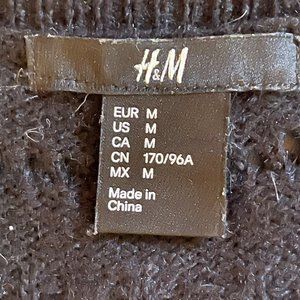 H&M
EUR M
US M
CA M
CN 170/96A
MX M
Made in
China